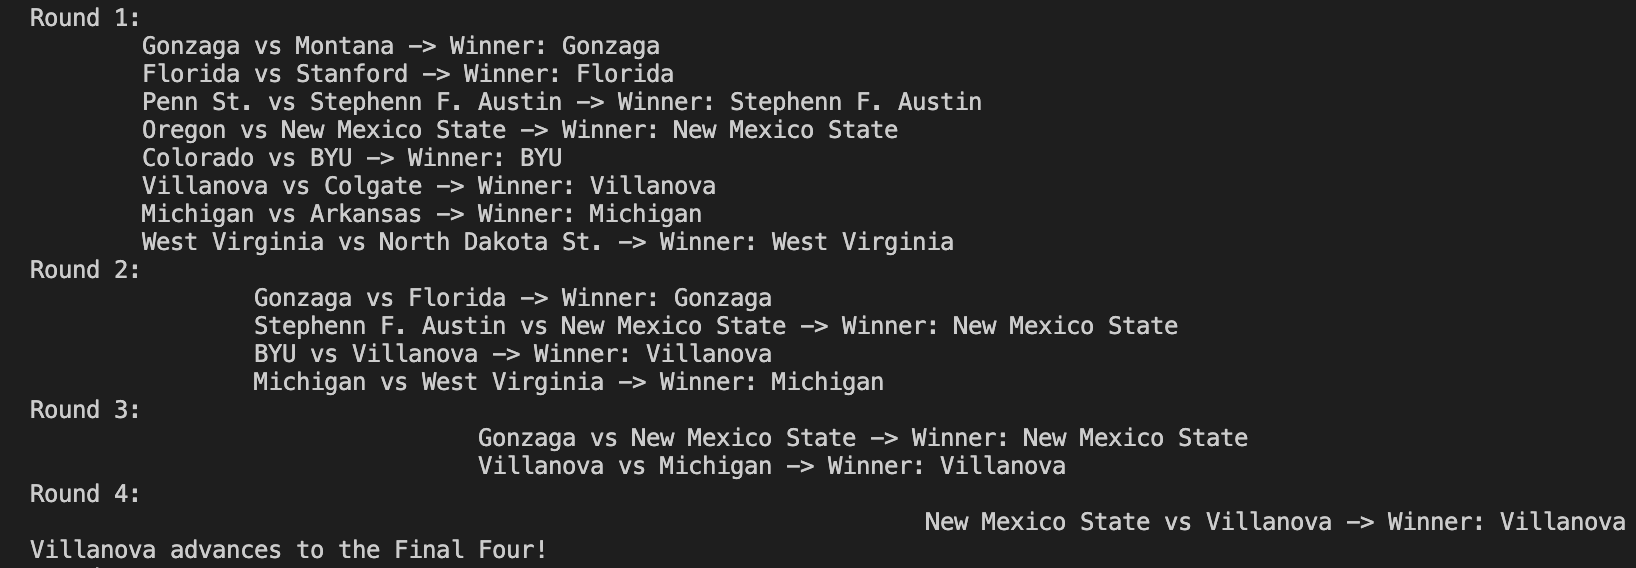 Round 1:
Gonzaga vs Montana -> Winner: Gonzaga
Florida vs Stanford -> Winner: Florida
Penn St. vs Stephenn F. Austin -> Winner: Stephenn F. Austin
Oregon vs New Mexico State -> Winner: New Mexico State
Colorado vs BYU -> Winner: BYU
Villanova vs Colgate -> Winner: Villanova
Michigan vs Arkansas -> Winner: Michigan
West Virginia vs North Dakota St. -> Winner: West Virginia
Round 2:
Gonzaga vs Florida -> Winner: Gonzaga
Stephenn F. Austin vs New Mexico State -> Winner: New Mexico State
BYU vs Villanova -> Winner: Villanova
Michigan vs West Virginia -> Winner: Michigan
Round 3:
Gonzaga vs New Mexico State -> Winner: New Mexico State
Villanova vs Michigan -> Winner: Villanova
Round 4:
New Mexico State vs Villanova -> Winner: Villanova
Villanova advances to the Final Four!